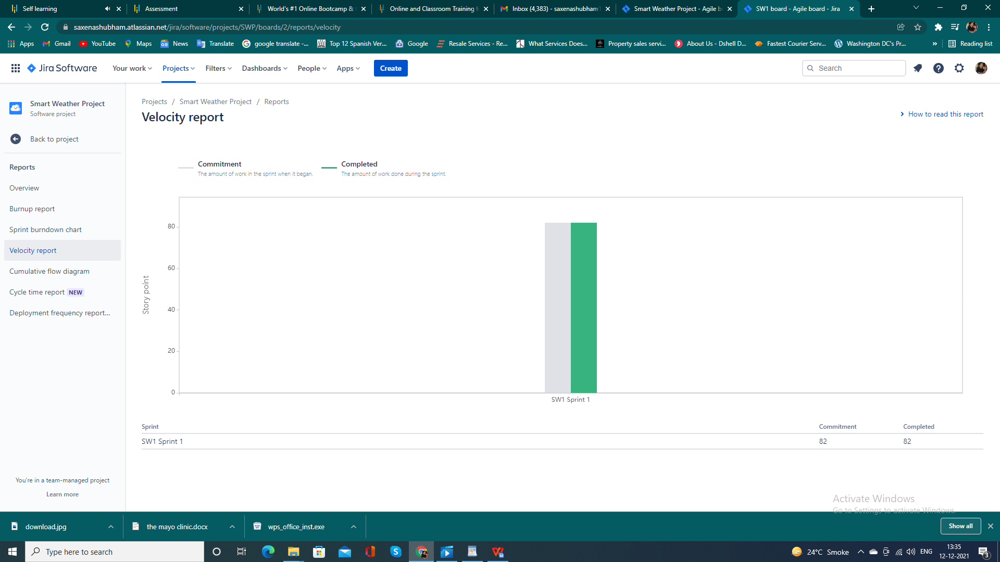 Self learning
Assessment
World's #1 Online Bootcamp &
Online and Classroom Training f
Inbox (4,383) - saxenashubham1
Smart Weather Project - Agile b
SW1 board - Agile board - Jira
saxenashubham.atlassian.net/jira/software/projects/SWP/boards/2/reports/velocity
Apps
Gmail
YouTube
Maps
News
Translate
google translate -...
Top 12 Spanish Ver...
Google
Resale Services - Re...
What Services Does...
Property sales servi...
About Us - Dshell D...
Fastest Courier Serv...
Washington DC's Pr...
»
Reading list
Jira Software
Your work
Projects
Filters
Dashboards
People
Apps
Create
Search
Smart Weather Project
Software project
Back to project
Reports
Overview
Burnup report
Sprint burndown chart
Velocity report
Cumulative flow diagram
Cycle time report NEW
Deployment frequency report...
You're in a team-managed project
Learn more
Projects / Smart Weather Project / Reports
Velocity report
How to read this report
Commitment
The amount of work in the sprint when it began.
Completed
The amount of work done during the sprint.
Story point
80
60
40
20
0
SW1 Sprint 1
Sprint Commitment Completed
SW1 Sprint 1 82 82
Activate Windows
Go to Settings to activate Windows.
download.jpg
the mayo clinic.docx
wps_office_inst.exe
Show all
Type here to search
24°C Smoke
ENG
13:35
12-12-2021
3